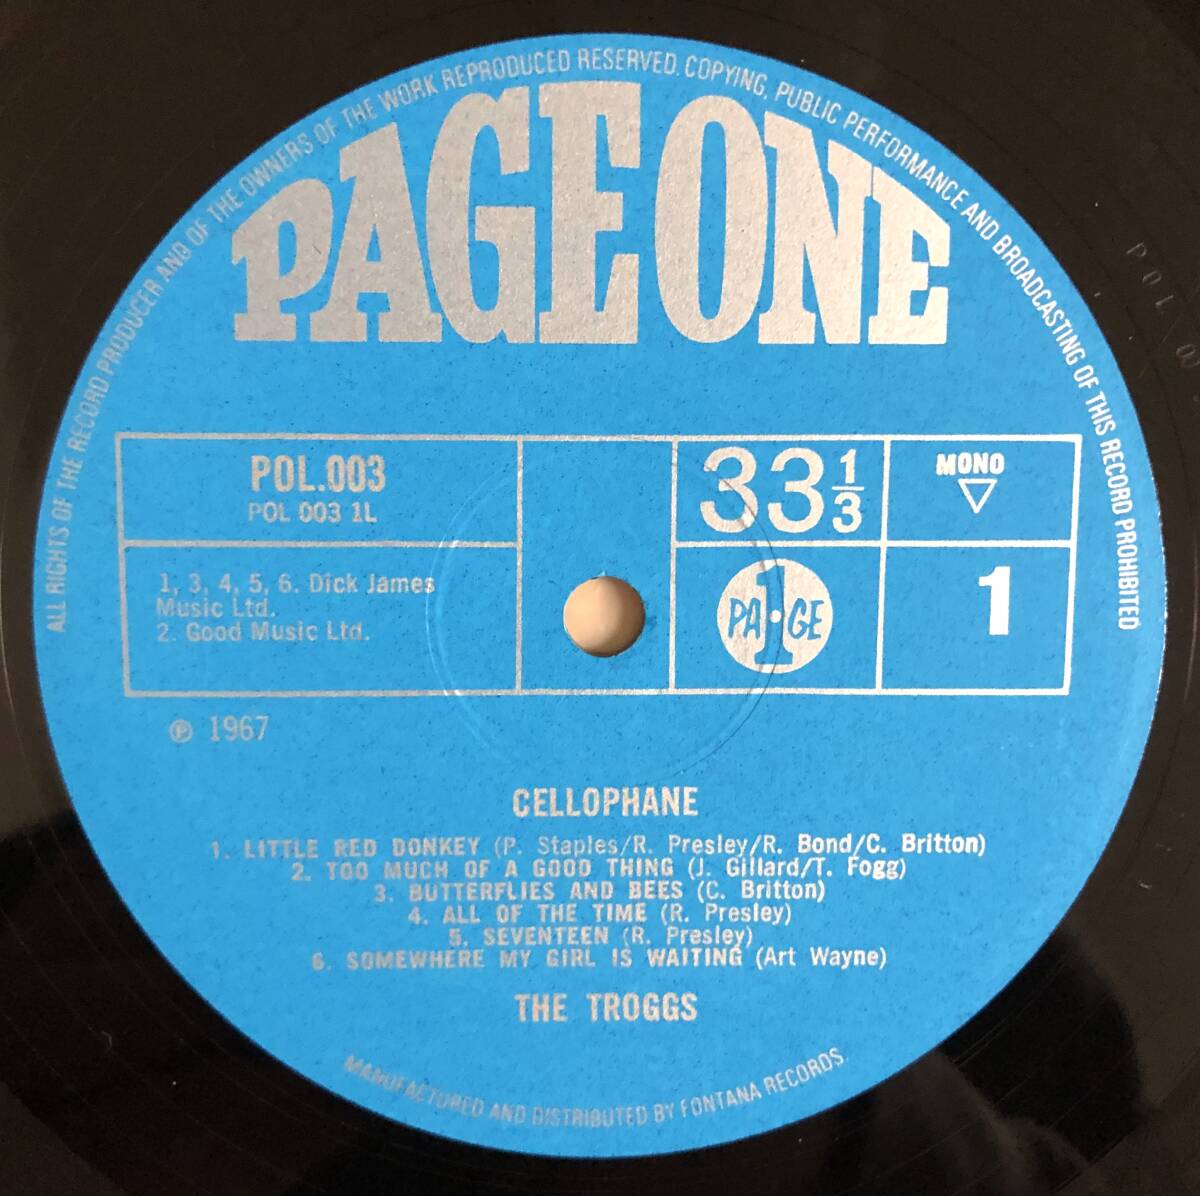 ALL RIGHTS OF THE RECORD PRODUCER AND OF THE OWNERS OF THE WORK REPRODUCED RESERVED. COPYING, PUBLIC PERFORMANCE AND BROADCASTING OF THIS RECORD PROHIBITED
PAGE ONE
POL.003
POL 003 1L
33 1/3
MONO
1, 3, 4, 5, 6. Dick James
Music Ltd.
2. Good Music Ltd.
PA·GE
1
1
℗ 1967
CELLOPHANE
1. LITTLE RED DONKEY (P. Staples/R. Presley/R. Bond/C. Britton)
2. TOO MUCH OF A GOOD THING (J. Gillard/T. Fogg)
3. BUTTERFLIES AND BEES (C. Britton)
4. ALL OF THE TIME (R. Presley)
5. SEVENTEEN (R. Presley)
6. SOMEWHERE MY GIRL IS WAITING (Art Wayne)
THE TROGGS
MANUFACTURED AND DISTRIBUTED BY FONTANA RECORDS.